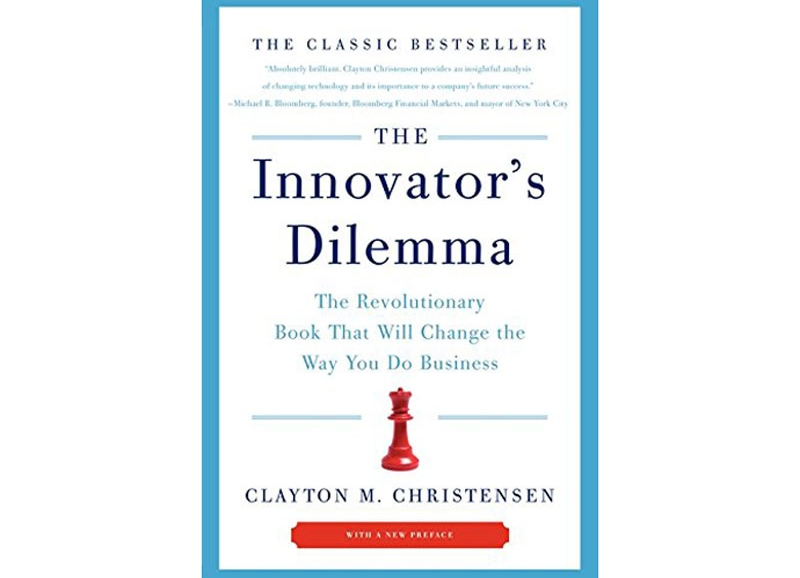 THE CLASSIC BESTSELLER
“Absolutely brilliant. Clayton Christensen provides an insightful analysis
of changing technology and its importance to a company’s future success.”
–Michael R. Bloomberg, founder, Bloomberg Financial Markets, and mayor of New York City
THE
Innovator’s
Dilemma
The Revolutionary
Book That Will Change the
Way You Do Business
CLAYTON M. CHRISTENSEN
WITH A NEW PREFACE